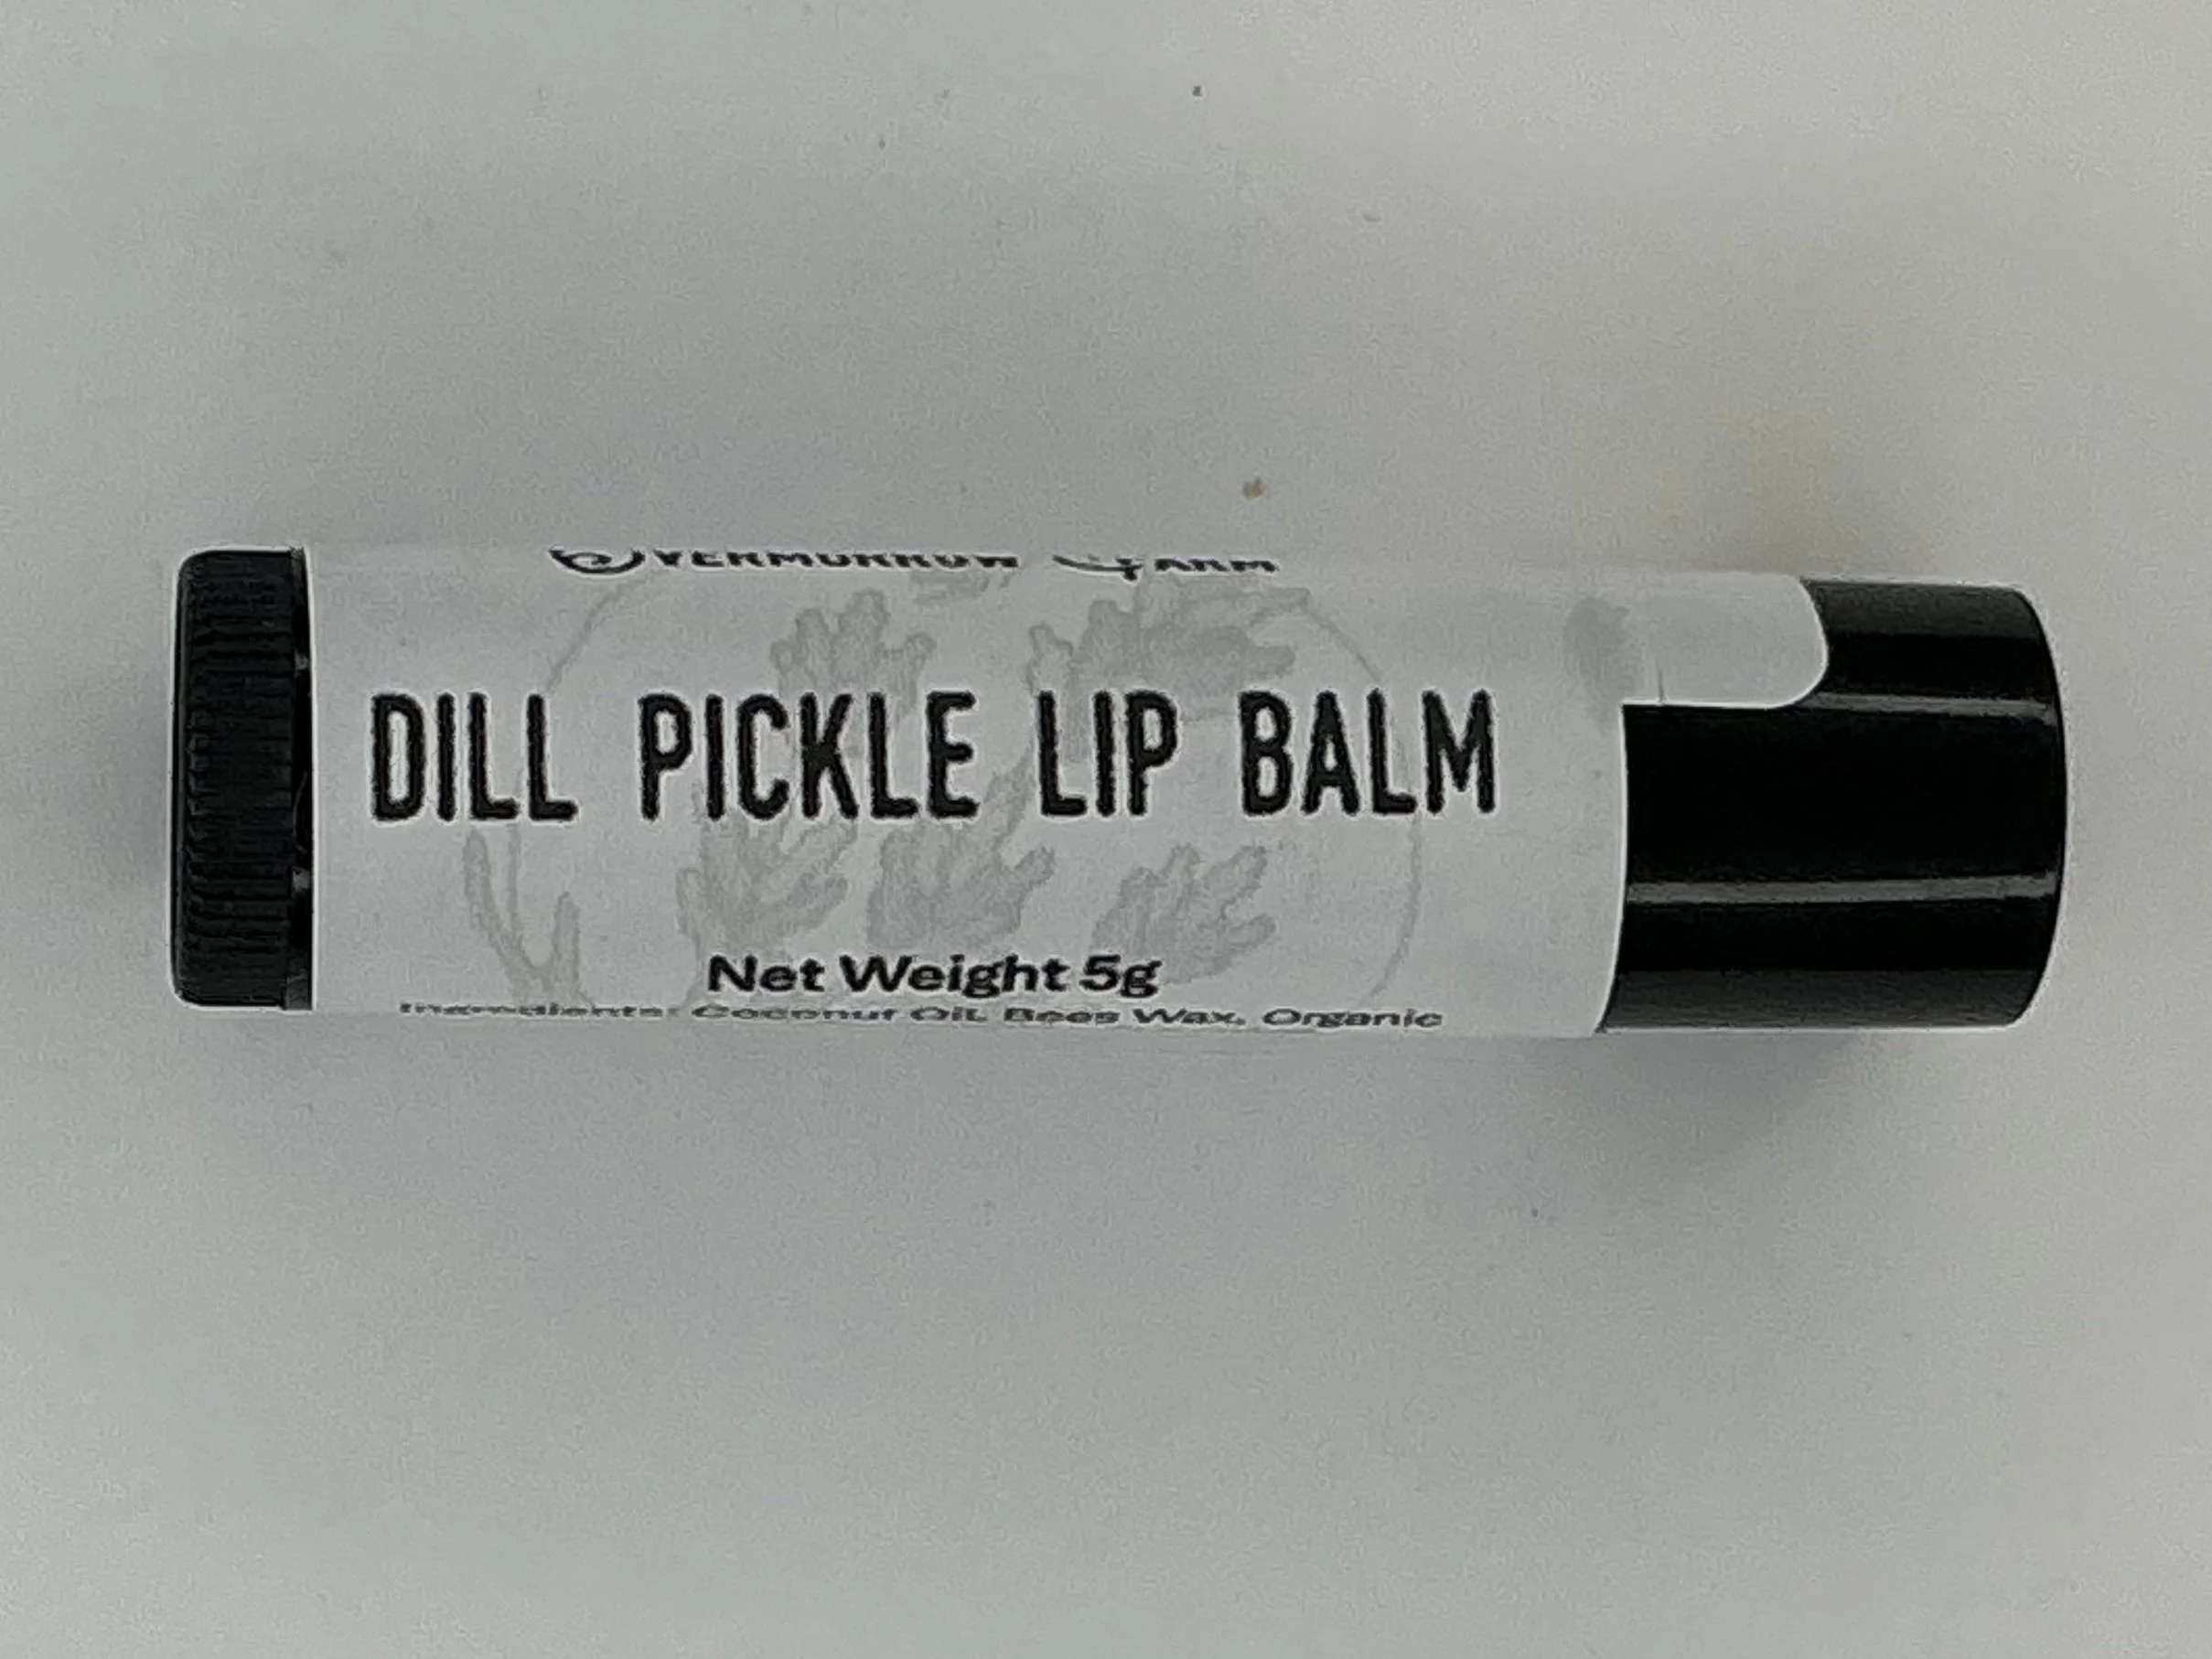 DILL PICKLE LIP BALM
Net Weight 5g
Ingredients: Coconut Oil, Bees Wax, Organic